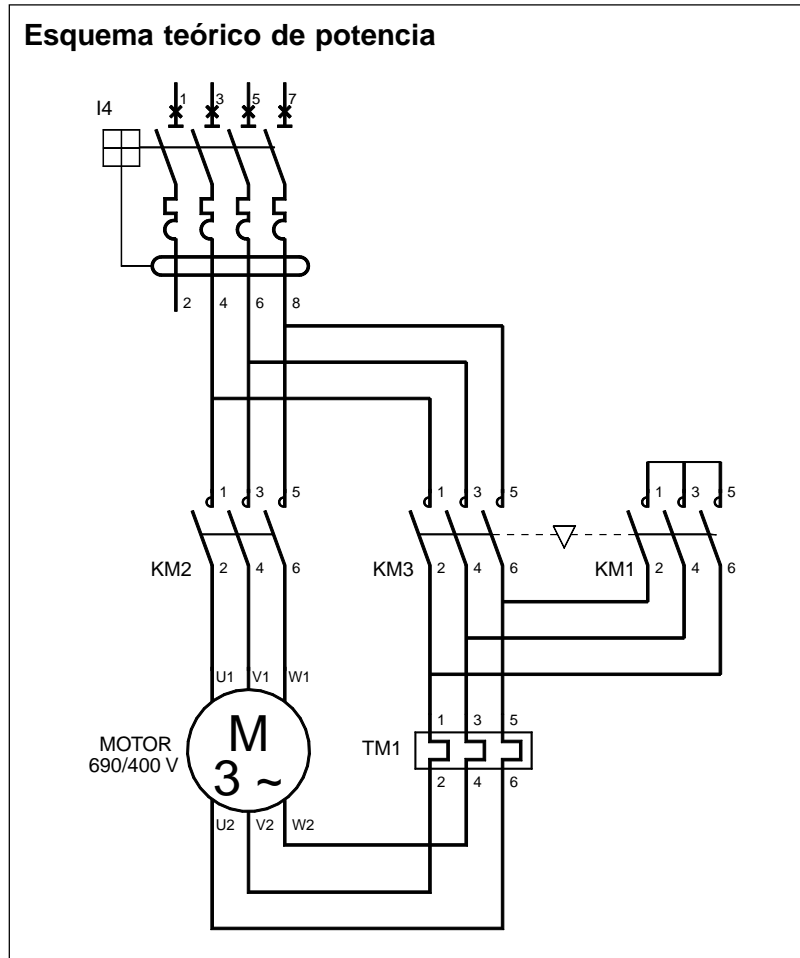 Esquema teórico de potencia
1 3 5 7
I4
2 4 6 8
1 3 5 1 3 5 1 3 5
KM2 2 4 6 KM3 2 4 6 KM1 2 4 6
U1 V1 W1
1 3 5
MOTOR
690/400 V
M
3 ~
TM1
2 4 6
U2 V2 W2